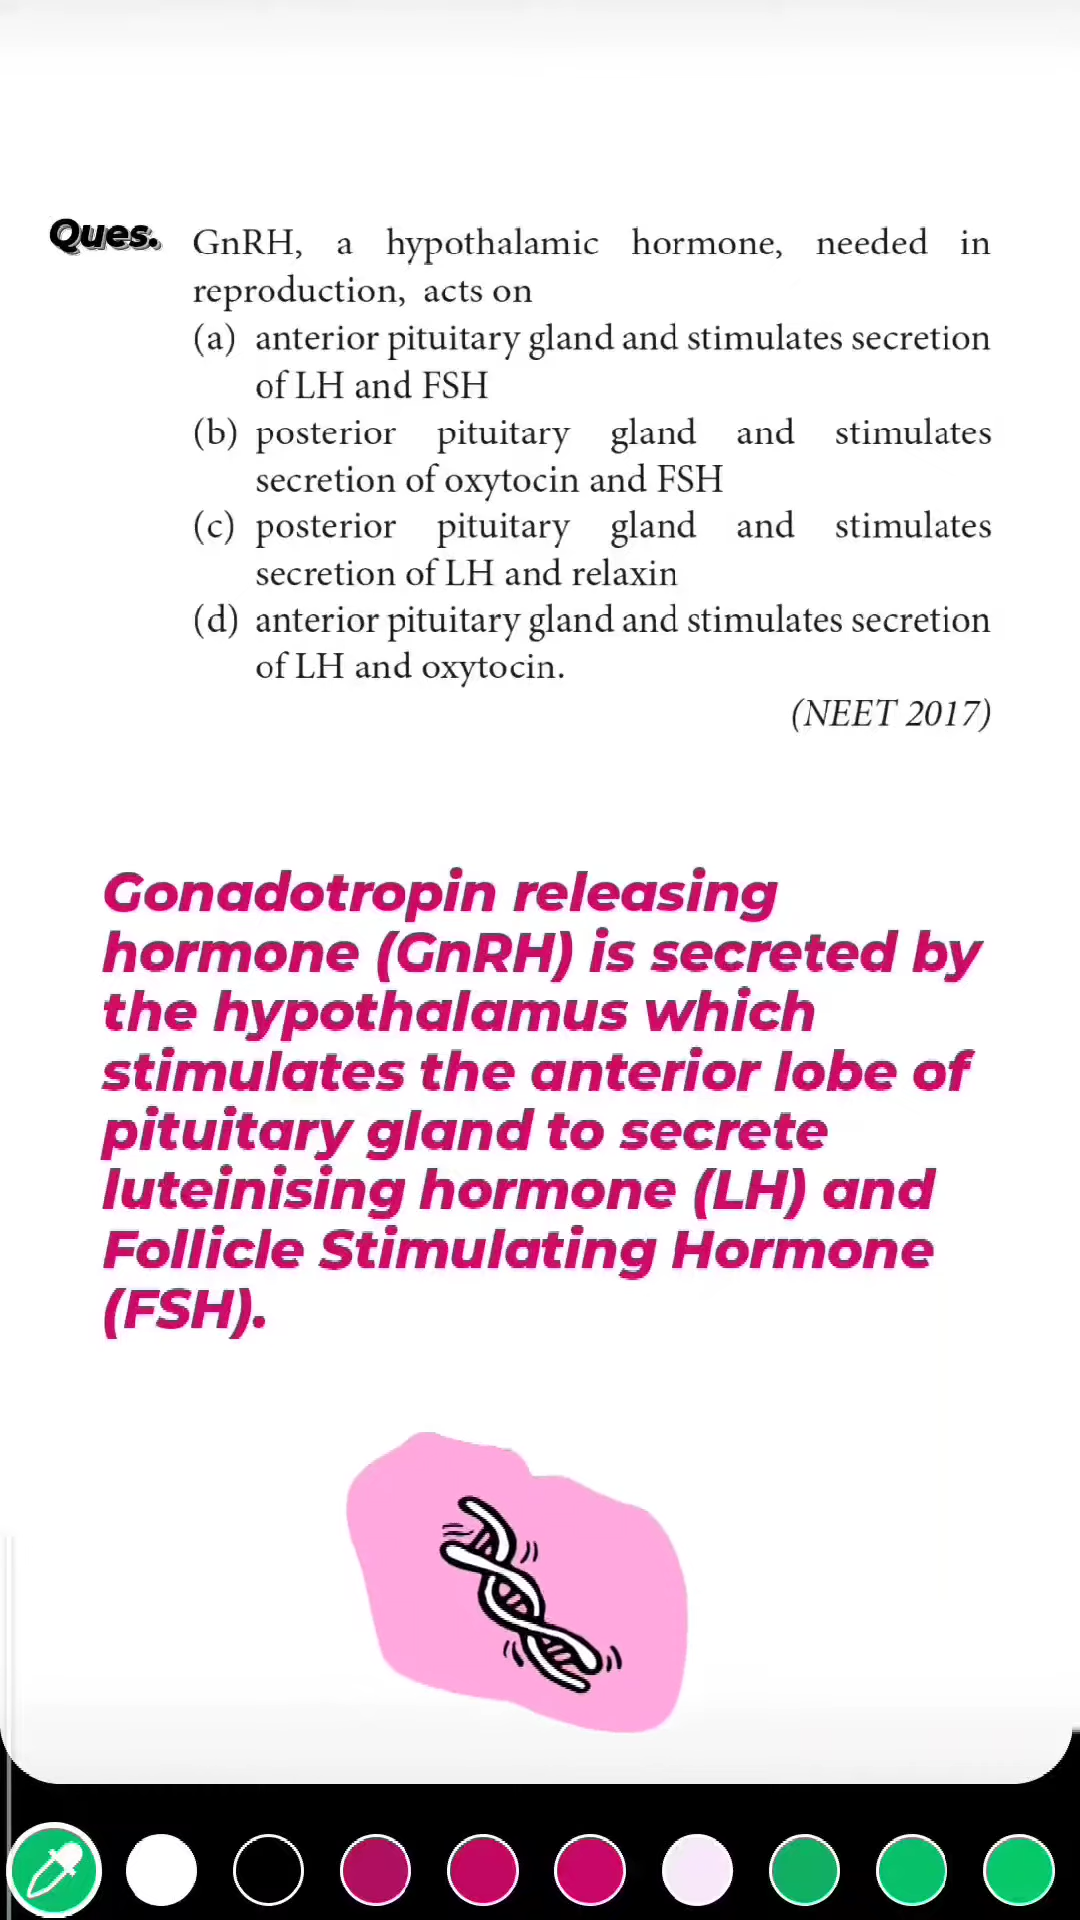 Ques. GnRH, a hypothalamic hormone, needed in
reproduction, acts on
(a) anterior pituitary gland and stimulates secretion
of LH and FSH
(b) posterior pituitary gland and stimulates
secretion of oxytocin and FSH
(c) posterior pituitary gland and stimulates
secretion of LH and relaxin
(d) anterior pituitary gland and stimulates secretion
of LH and oxytocin.
(NEET 2017)
Gonadotropin releasing
hormone (GnRH) is secreted by
the hypothalamus which
stimulates the anterior lobe of
pituitary gland to secrete
luteinising hormone (LH) and
Follicle Stimulating Hormone
(FSH).